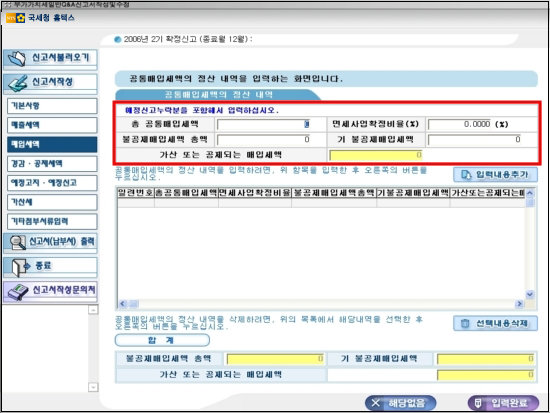 부가가치세일반Q&A신고서작성및수정
국세청 홈택스
2006년 2기 확정신고 (종료월 12월) :
신고서불러오기
신고서작성
기본사항
매출세액
매입세액
경감 · 공제세액
예정고지 · 예정신고
가산세
기타첨부서류입력
신고서(납부서) 출력
종료
신고서작성문의처
공통매입세액의 정산 내역을 입력하는 화면입니다.
공통매입세액의 정산 내역
예정신고누락분을 포함해서 입력하십시오.
총 공통매입세액 0 면세사업확정비율(%) 0.0000 (%)
불공제매입세액 총액 0 기 불공제매입세액 0
가산 또는 공제되는 매입세액 0
공통매입세액의 정산 내역을 입력하려면, 위 항목을 입력한 후 오른쪽의 버튼을
누르십시오.
입력내용추가
일련번호 총공통매입세액 면세사업확정비율 불공제매입세액총액 기불공제매입세액 가산또는공제되는매
공통매입세액의 정산 내역을 삭제하려면, 위의 목록에서 해당내역을 선택한 후
오른쪽의 버튼을 누르십시오.
선택내용삭제
합 계
불공제매입세액 총액 0 기 불공제매입세액 0
가산 또는 공제되는 매입세액 0
해당없음
입력완료